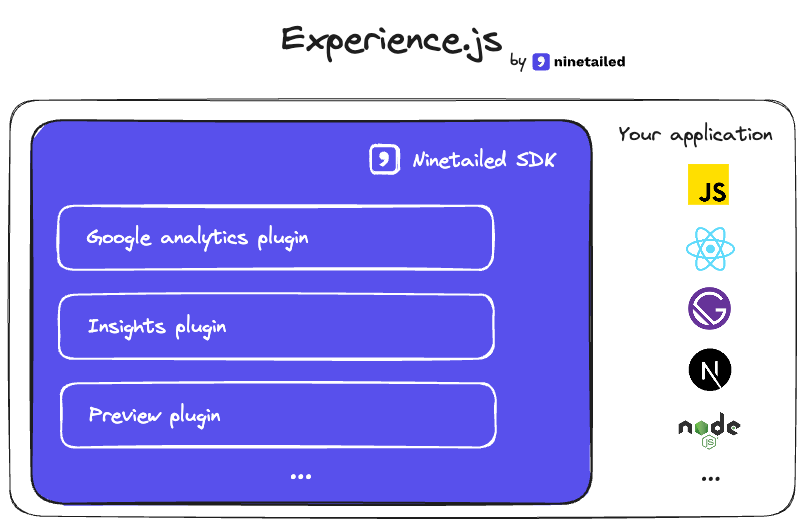 Experience.js
by ninetailed
Ninetailed SDK
Google analytics plugin
Insights plugin
Preview plugin
...
Your application
JS
N
node
JS
...